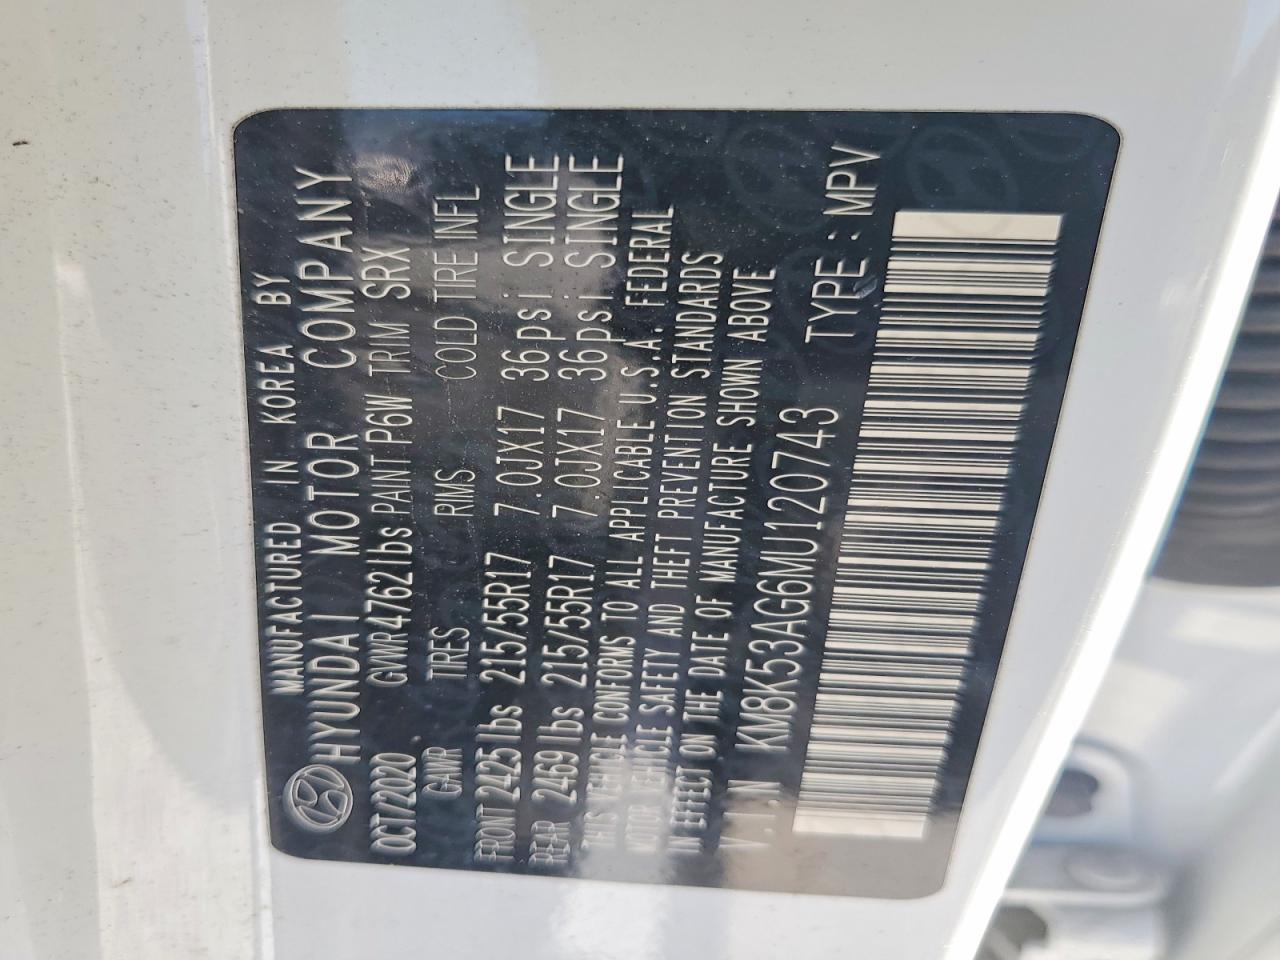 MANUFACTURED IN KOREA BY
HYUNDAI MOTOR COMPANY
OCT/2020 GVWR 4762lbs PAINT P6W TRIM SRX
GAWR TIRES RIMS COLD TIRE INFL
FRONT 2425lbs 215/55R17 7.0JX17 36psi SINGLE
REAR 2469lbs 215/55R17 7.0JX17 36psi SINGLE
THIS VEHICLE CONFORMS TO ALL APPLICABLE U.S.A. FEDERAL
MOTOR VEHICLE SAFETY AND THEFT PREVENTION STANDARDS
IN EFFECT ON THE DATE OF MANUFACTURE SHOWN ABOVE
V.I.N KM8K53AG6MU120743 TYPE : MPV